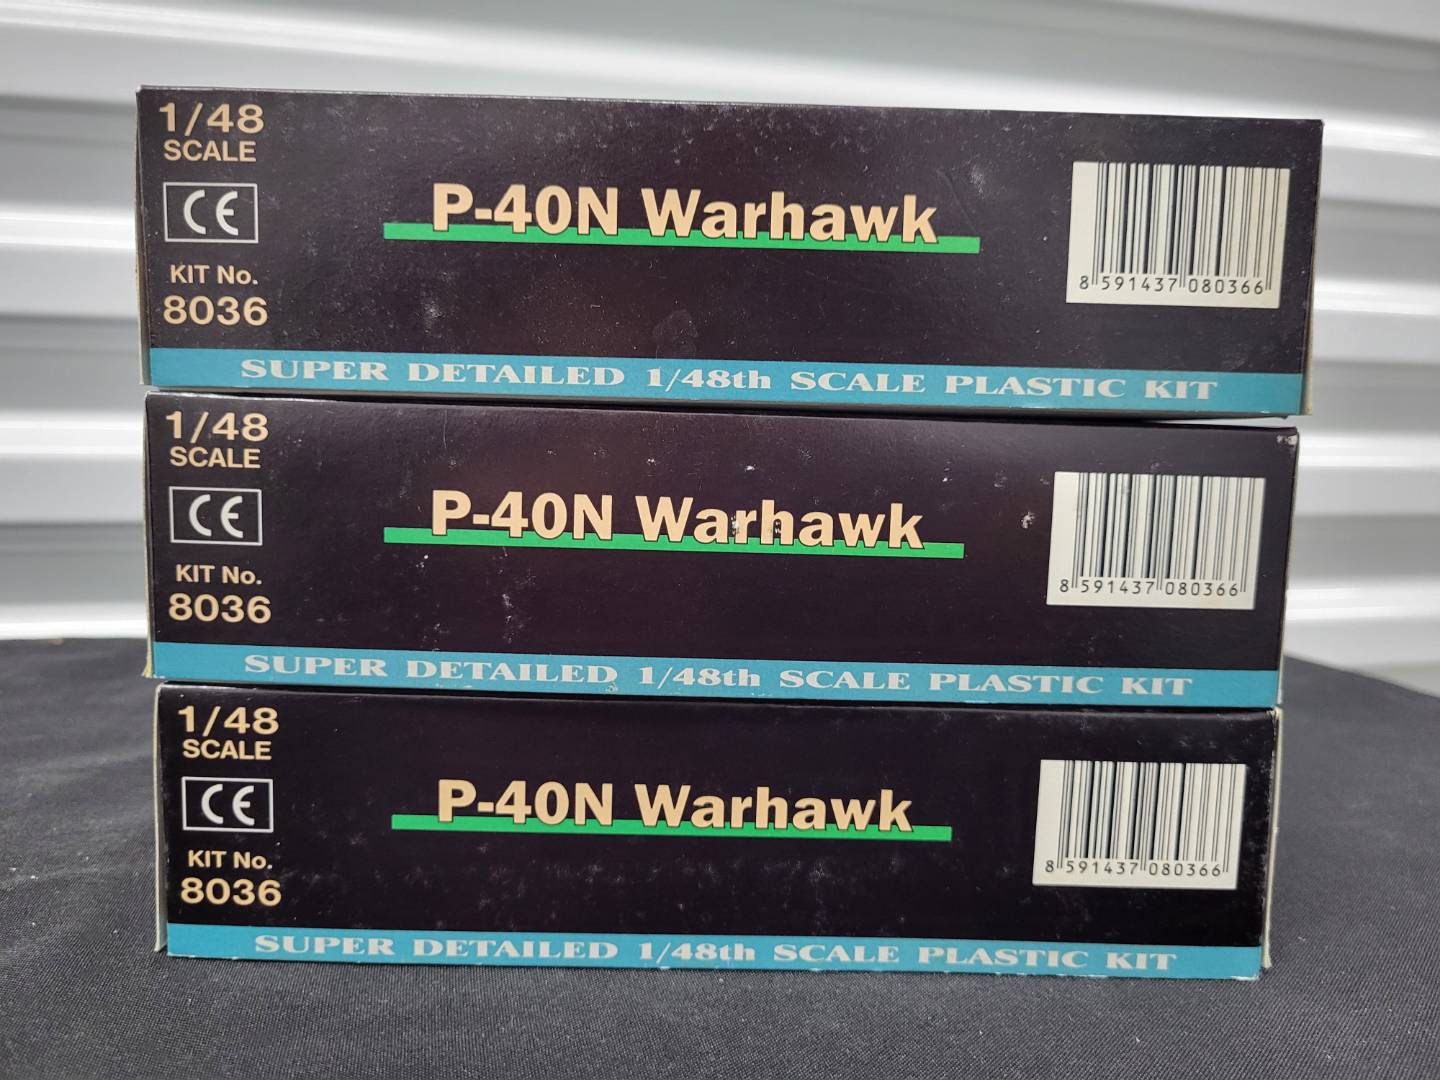 1/48
SCALE
CE
KIT No.
8036
P-40N Warhawk
8 591437 080366
SUPER DETAILED 1/48th SCALE PLASTIC KIT
1/48
SCALE
CE
KIT No.
8036
P-40N Warhawk
8 591437 080366
SUPER DETAILED 1/48th SCALE PLASTIC KIT
1/48
SCALE
CE
KIT No.
8036
P-40N Warhawk
8 591437 080366
SUPER DETAILED 1/48th SCALE PLASTIC KIT